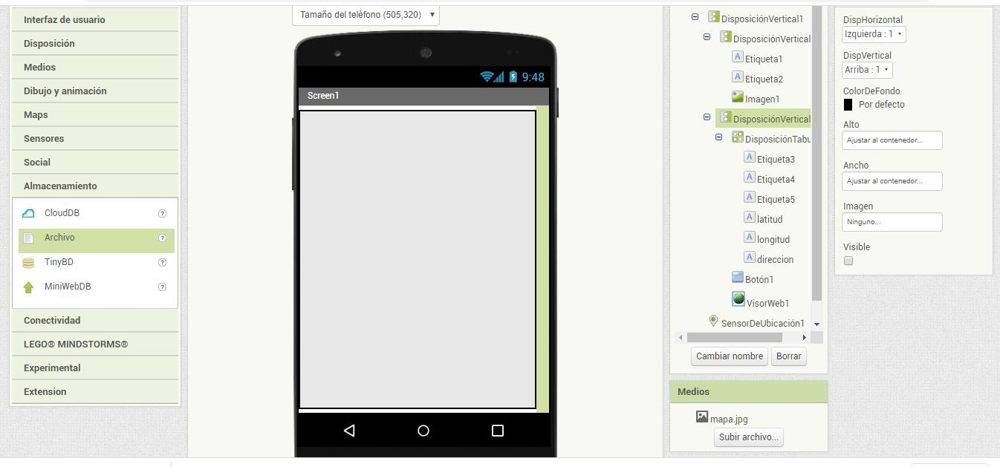 Interfaz de usuario
Disposición
Medios
Dibujo y animación
Maps
Sensores
Social
Almacenamiento
CloudDB
?
Archivo
?
TinyBD
?
MiniWebDB
?
Conectividad
LEGO® MINDSTORMS®
Experimental
Extension
Tamaño del teléfono (505,320)
9:48
Screen1
DisposiciónVertical1
DisposiciónVertical
Etiqueta1
Etiqueta2
Imagen1
DisposiciónVertical
DisposiciónTabu
Etiqueta3
Etiqueta4
Etiqueta5
latitud
longitud
direccion
Botón1
VisorWeb1
SensorDeUbicación1
Cambiar nombre Borrar
Medios
mapa.jpg
Subir archivo...
DispHorizontal
Izquierda : 1
DispVertical
Arriba : 1
ColorDeFondo
Por defecto
Alto
Ajustar al contenedor...
Ancho
Ajustar al contenedor...
Imagen
Ninguno...
Visible